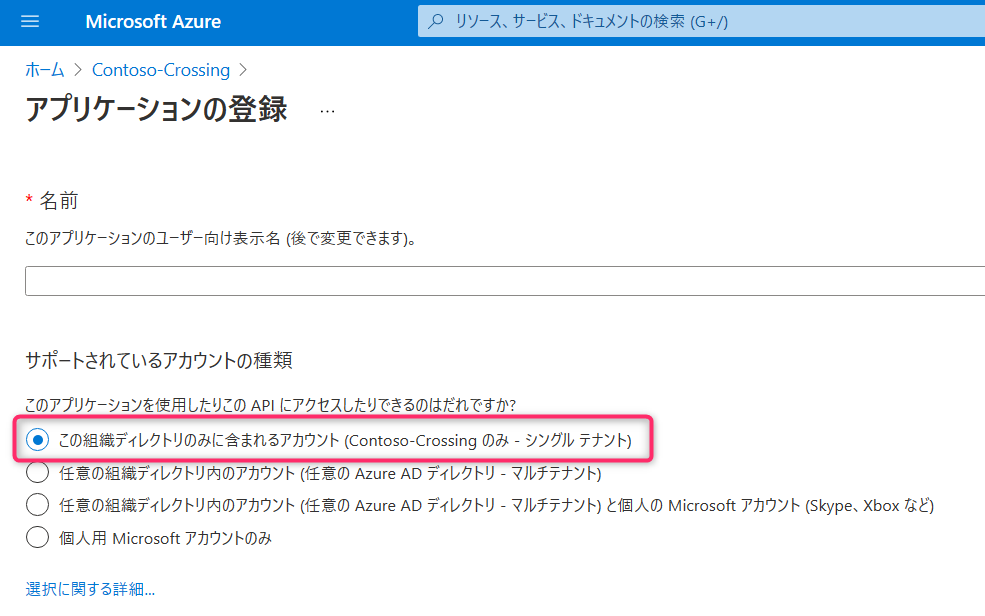 Microsoft Azure
リソース、サービス、ドキュメントの検索 (G+/)
ホーム > Contoso-Crossing >
アプリケーションの登録 ...
* 名前
このアプリケーションのユーザー向け表示名 (後で変更できます)。
サポートされているアカウントの種類
このアプリケーションを使用したりこの API にアクセスしたりできるのはだれですか?
この組織ディレクトリのみに含まれるアカウント (Contoso-Crossing のみ - シングル テナント)
任意の組織ディレクトリ内のアカウント (任意の Azure AD ディレクトリ - マルチテナント)
任意の組織ディレクトリ内のアカウント (任意の Azure AD ディレクトリ - マルチテナント) と個人の Microsoft アカウント (Skype、Xbox など)
個人用 Microsoft アカウントのみ
選択に関する詳細...